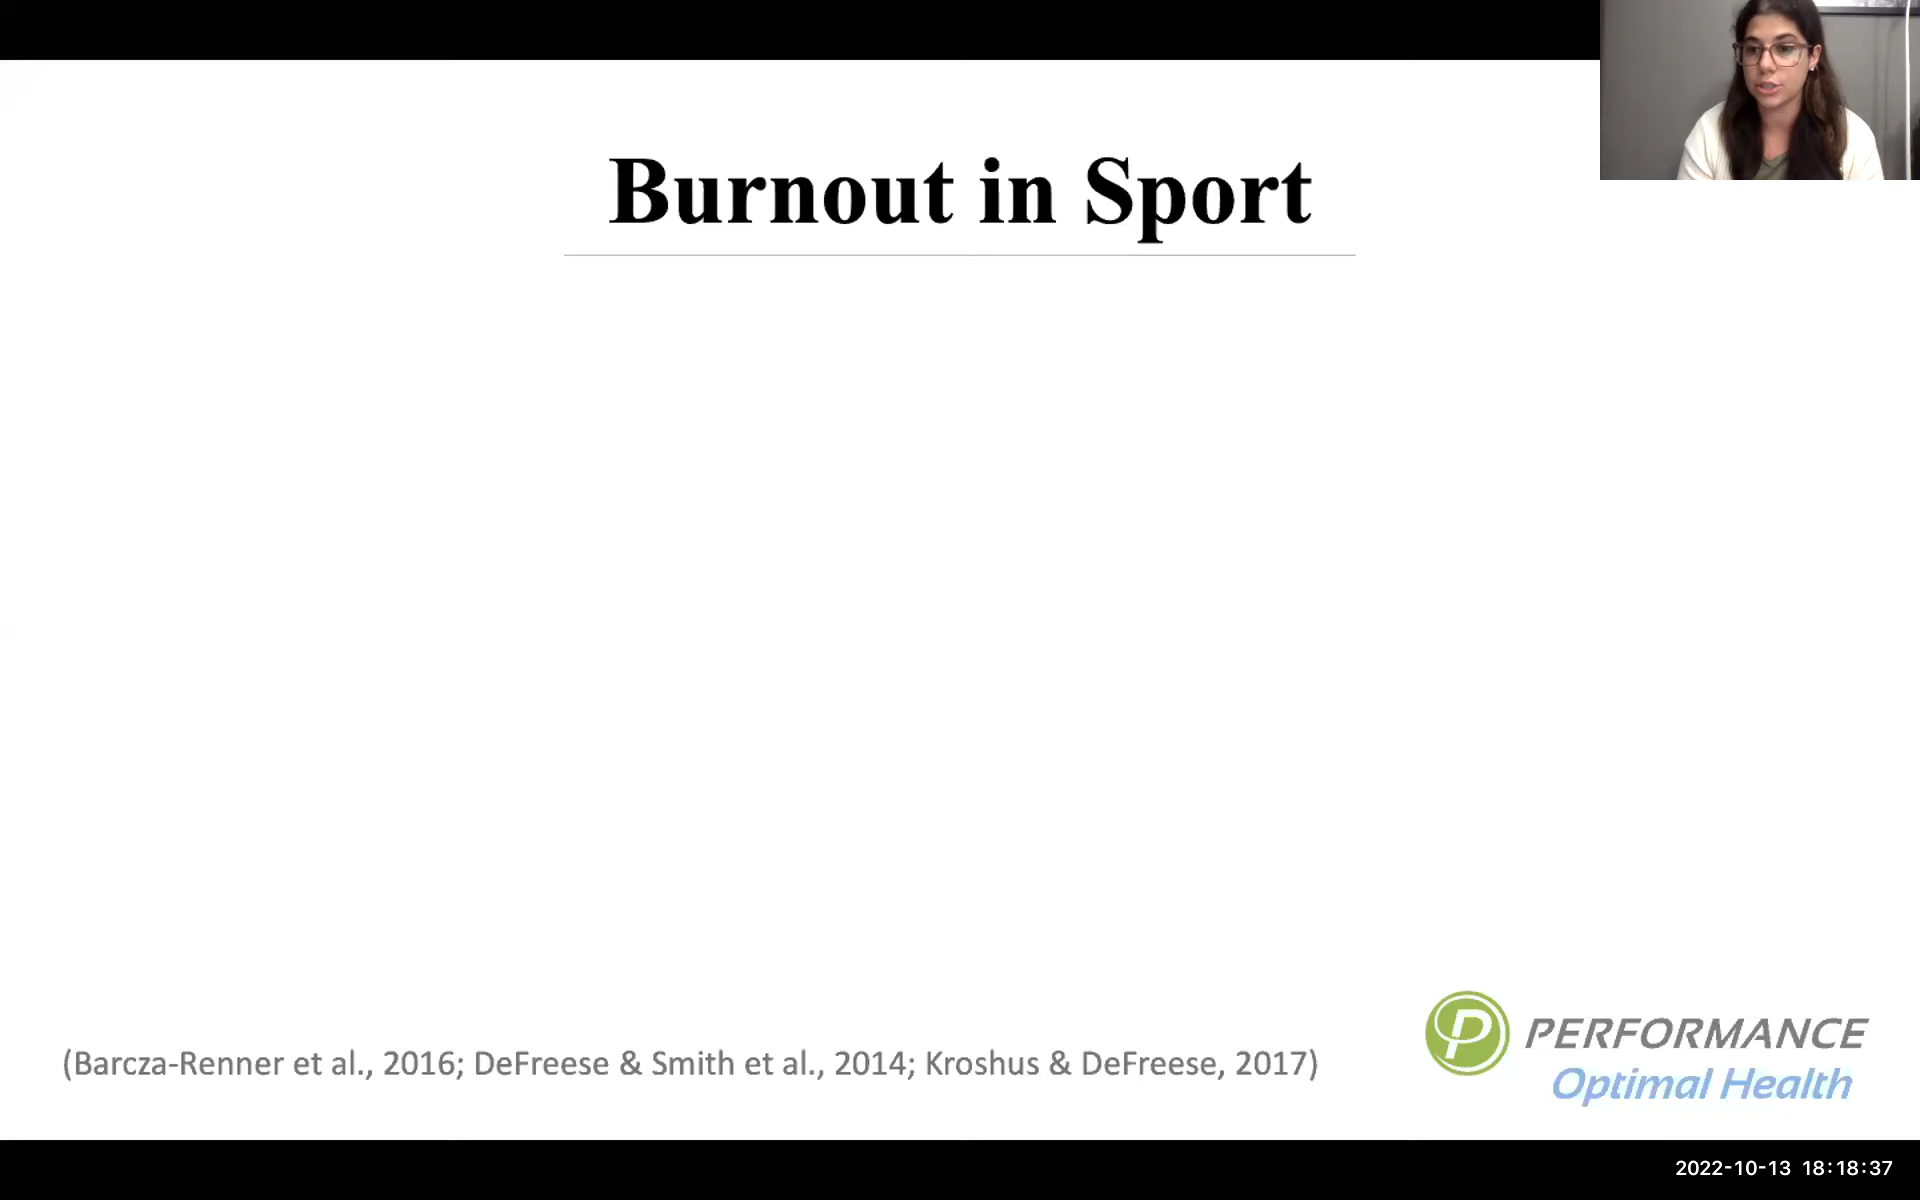 Burnout in Sport
(Barcza-Renner et al., 2016; DeFreese & Smith et al., 2014; Kroshus & DeFreese, 2017)
P PERFORMANCE
Optimal Health
2022-10-13 18:18:37